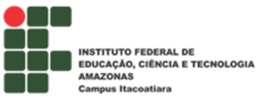 INSTITUTO FEDERAL DE
EDUCAÇÃO, CIÊNCIA E TECNOLOGIA
AMAZONAS
Campus Itacoatiara